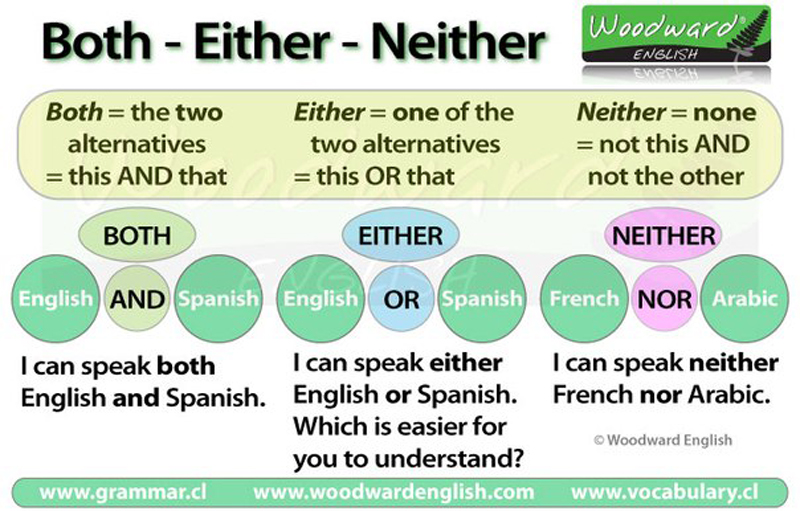 Both - Either - Neither
Woodward®
ENGLISH
Both = the two
alternatives
= this AND that
Either = one of the
two alternatives
= this OR that
Neither = none
= not this AND
not the other
BOTH
English AND Spanish
I can speak both
English and Spanish.
EITHER
English OR Spanish
I can speak either
English or Spanish.
Which is easier for
you to understand?
NEITHER
French NOR Arabic
I can speak neither
French nor Arabic.
© Woodward English
www.grammar.cl www.woodwardenglish.com www.vocabulary.cl
Woodward
ENGLISH